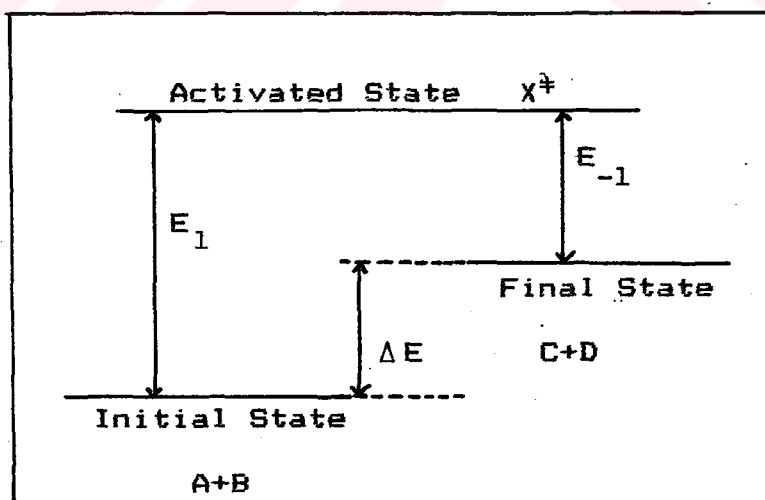 Activated State X‡
E₁
E₋₁
Final State
ΔE
C+D
Initial State
A+B